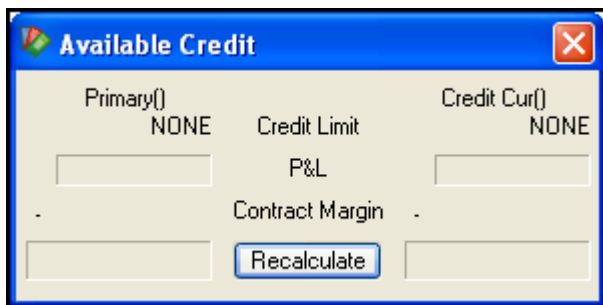 Available Credit
Primary() Credit Cur()
NONE Credit Limit NONE
P&L
- Contract Margin -
Recalculate